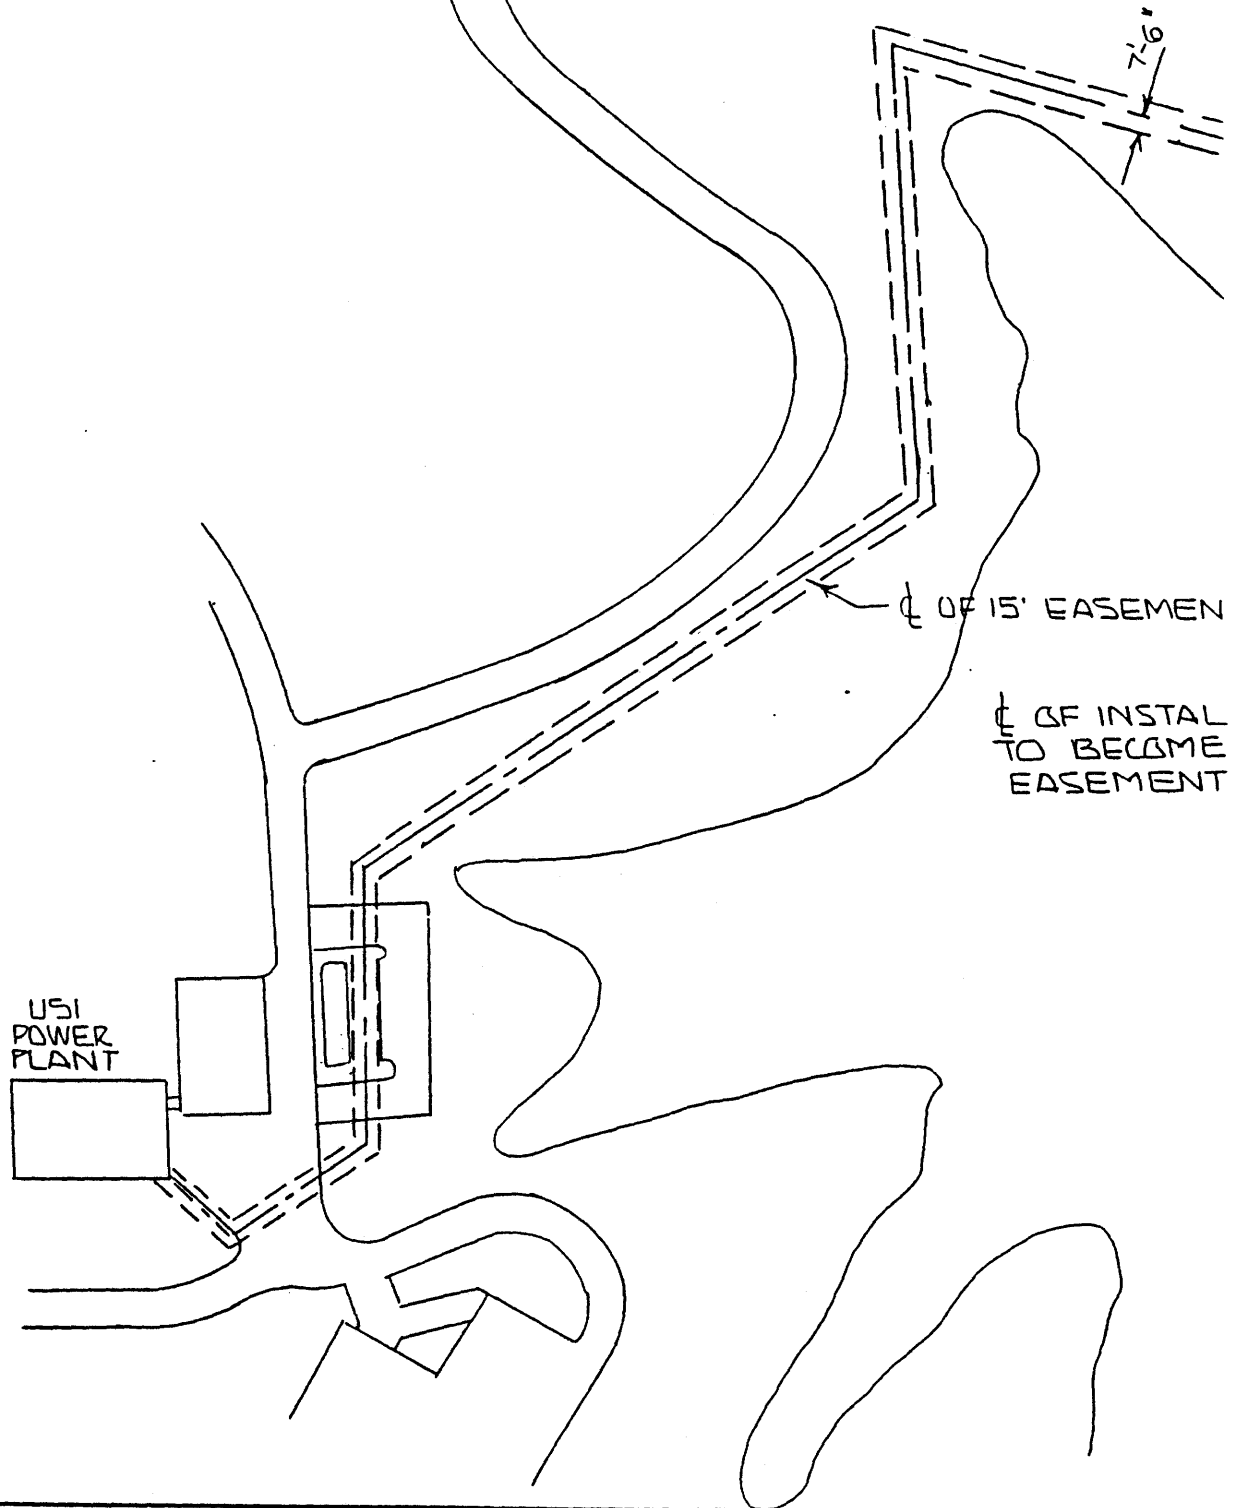 7'-6"
℄ OF 15' EASEMEN
℄ OF INSTAL
TO BECOME
EASEMENT
USI
POWER
PLANT